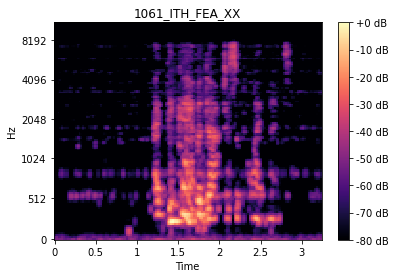 1061_ITH_FEA_XX
Hz
8192
4096
2048
1024
512
0
0 0.5 1 1.5 2 2.5 3
Time
+0 dB
-10 dB
-20 dB
-30 dB
-40 dB
-50 dB
-60 dB
-70 dB
-80 dB